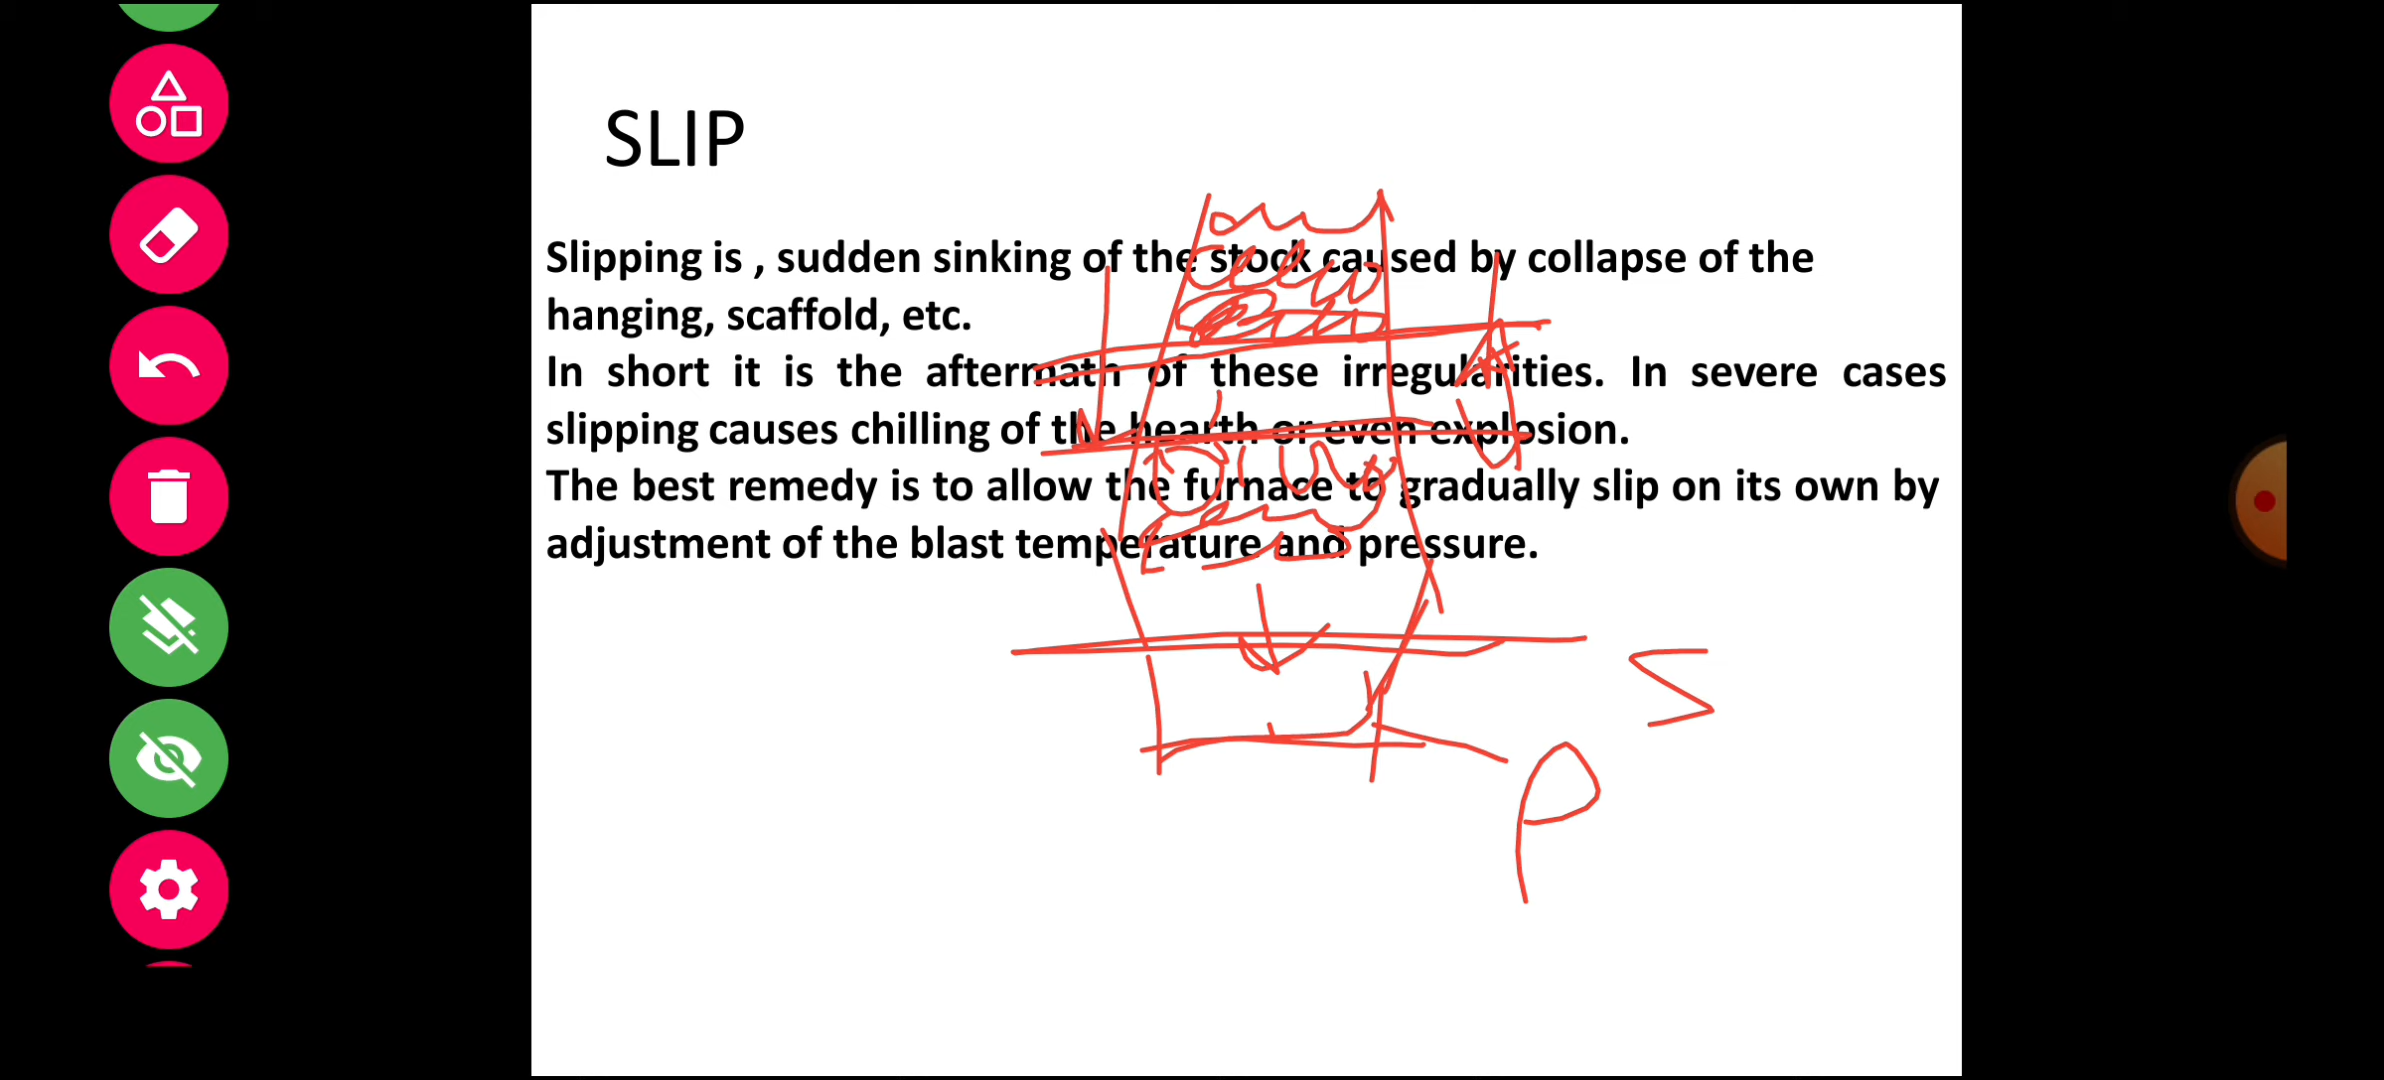 SLIP
Slipping is , sudden sinking of the stock caused by collapse of the
hanging, scaffold, etc.
In short it is the aftermath of these irregularities. In severe cases
slipping causes chilling of the hearth or even explosion.
The best remedy is to allow the furnace to gradually slip on its own by
adjustment of the blast temperature and pressure.
S
P